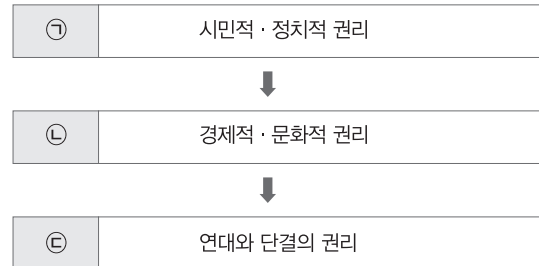 ㉠ 시민적 · 정치적 권리
㉡ 경제적 · 문화적 권리
㉢ 연대와 단결의 권리